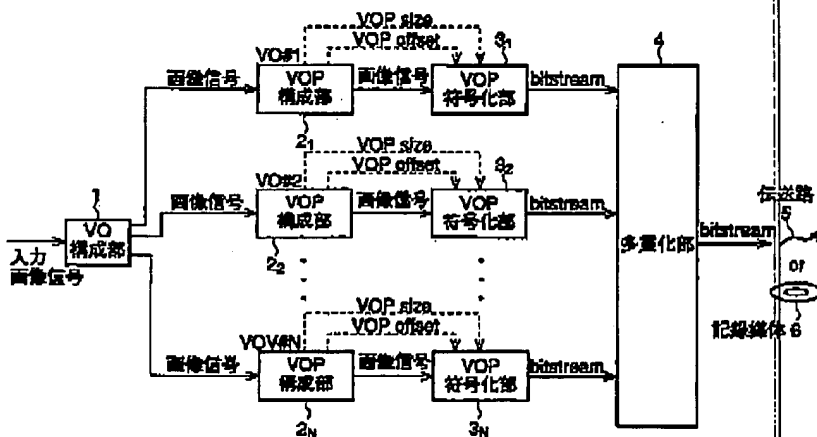 VOP size
VOP offset
VO#1
画像信号
VOP
構成部
2₁
画像信号
3₁
VOP
符号化部
bitstream
4
VOP size
VOP offset
VO#2
画像信号
VOP
構成部
2₂
画像信号
3₂
VOP
符号化部
bitstream
1
VO
構成部
入力
画像信号
多重化部
bitstream
伝送路
5
or
記録媒体 6
VOP size
VOP offset
VOV#N
画像信号
VOP
構成部
2N
画像信号
VOP
符号化部
3N
bitstream